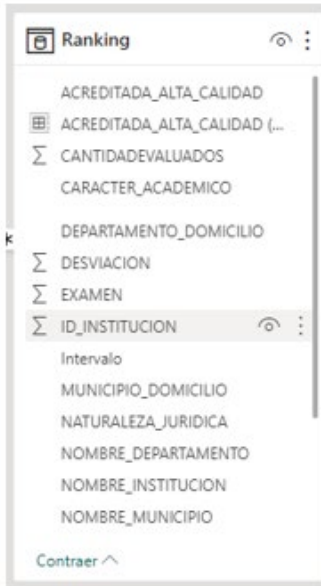 Ranking
ACREDITADA_ALTA_CALIDAD
ACREDITADA_ALTA_CALIDAD (...
CANTIDADEVALUADOS
CARACTER_ACADEMICO
DEPARTAMENTO_DOMICILIO
DESVIACION
EXAMEN
ID_INSTITUCION
Intervalo
MUNICIPIO_DOMICILIO
NATURALEZA_JURIDICA
NOMBRE_DEPARTAMENTO
NOMBRE_INSTITUCION
NOMBRE_MUNICIPIO
Contraer